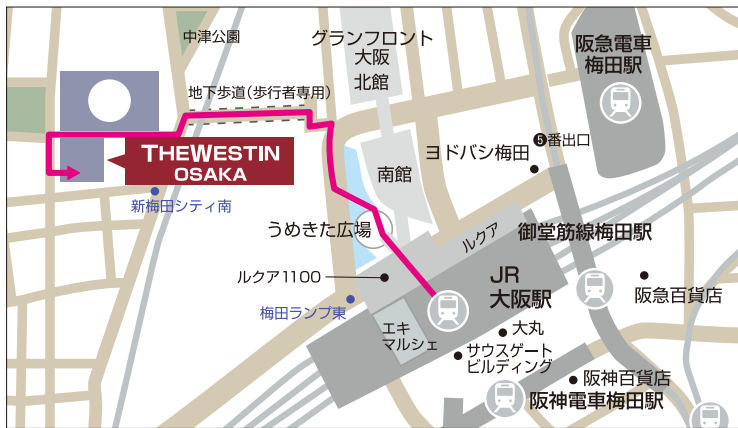 中津公園
グランフロント
大阪
北館
阪急電車
梅田駅
地下歩道(歩行者専用)
❺番出口
ヨドバシ梅田
THE WESTIN
OSAKA
南館
新梅田シティ南
うめきた広場
ルクア
御堂筋線梅田駅
ルクア1100
JR
大阪駅
阪急百貨店
梅田ランプ東
エキ
マルシェ
大丸
サウスゲート
ビルディング
阪神百貨店
阪神電車梅田駅